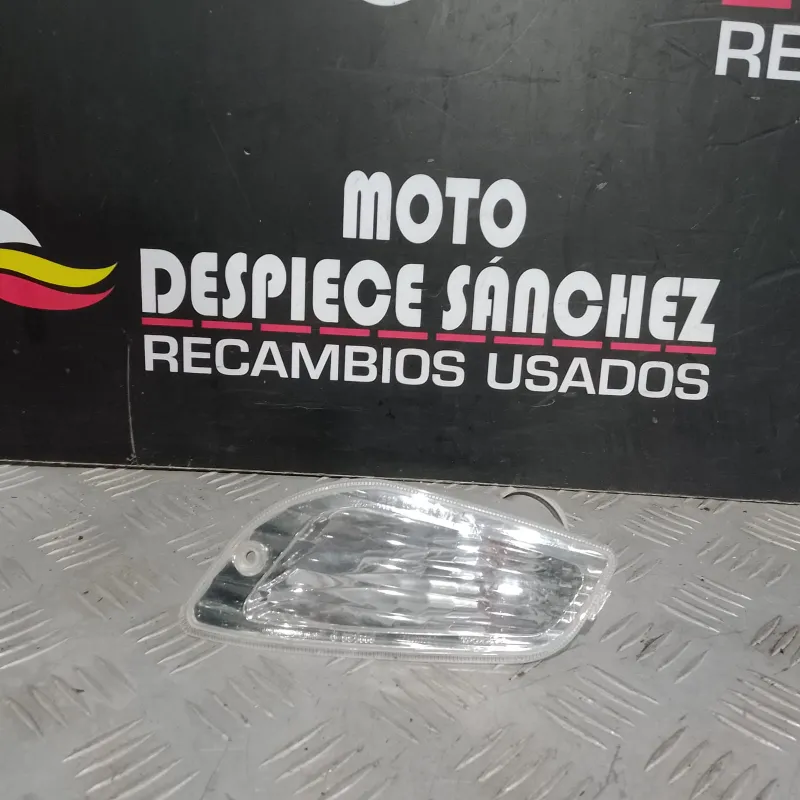 RE
MOTO
DESPIECE SÁNCHEZ
RECAMBIOS USADOS